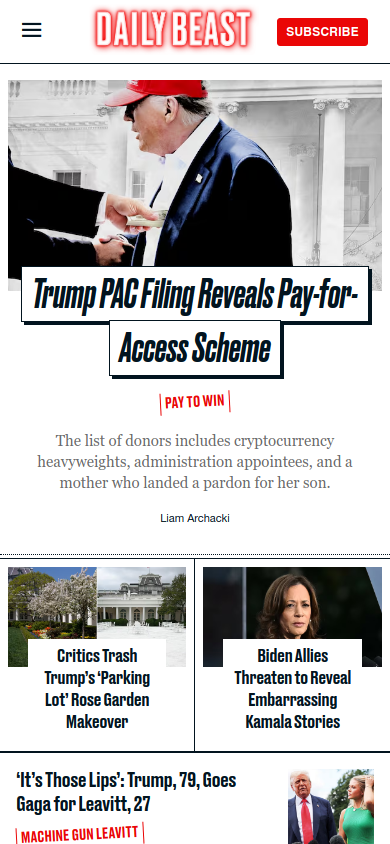 DAILY BEAST
SUBSCRIBE
Trump PAC Filing Reveals Pay-for-
Access Scheme
PAY TO WIN
The list of donors includes cryptocurrency
heavyweights, administration appointees, and a
mother who landed a pardon for her son.
Liam Archacki
Critics Trash
Trump’s ‘Parking
Lot’ Rose Garden
Makeover
Biden Allies
Threaten to Reveal
Embarrassing
Kamala Stories
‘It’s Those Lips’: Trump, 79, Goes
Gaga for Leavitt, 27
MACHINE GUN LEAVITT